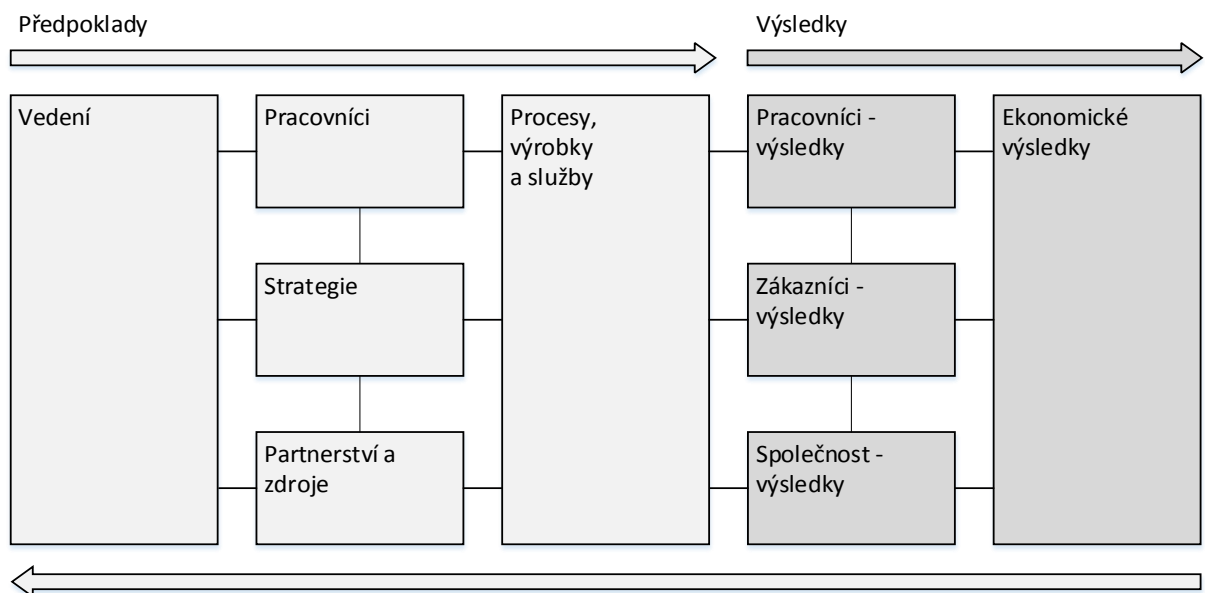 Předpoklady
Výsledky
Vedení
Pracovníci
Procesy,
výrobky
a služby
Pracovníci -
výsledky
Ekonomické
výsledky
Strategie
Zákazníci -
výsledky
Partnerství a
zdroje
Společnost -
výsledky